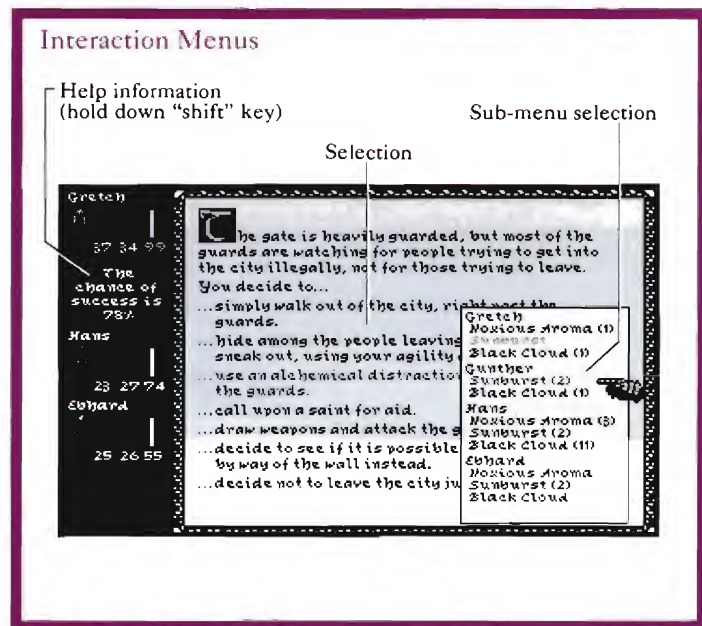 Interaction Menus
Help information
(hold down “shift” key)
Sub-menu selection
Selection
Gretch
37 34 99
The
chance of
success is
78%
Hans
23 27 74
Ebhard
25 26 55
The gate is heavily guarded, but most of the
guards are watching for people trying to get into
the city illegally, not for those trying to leave.
You decide to...
...simply walk out of the city, right past the
guards.
...hide among the people leaving
sneak out, using your agility
...use an alchemical distraction
the guards.
...call upon a saint for aid.
...draw weapons and attack the g
...decide to see if it is possible
by way of the wall instead.
...decide not to leave the city ju
Gretch
Noxious Aroma (1)
Sunburst
Black Cloud (1)
Gunther
Sunburst (2)
Black Cloud (1)
Hans
Noxious Aroma (3)
Sunburst (2)
Black Cloud (11)
Ebhard
Noxious Aroma
Sunburst (2)
Black Cloud